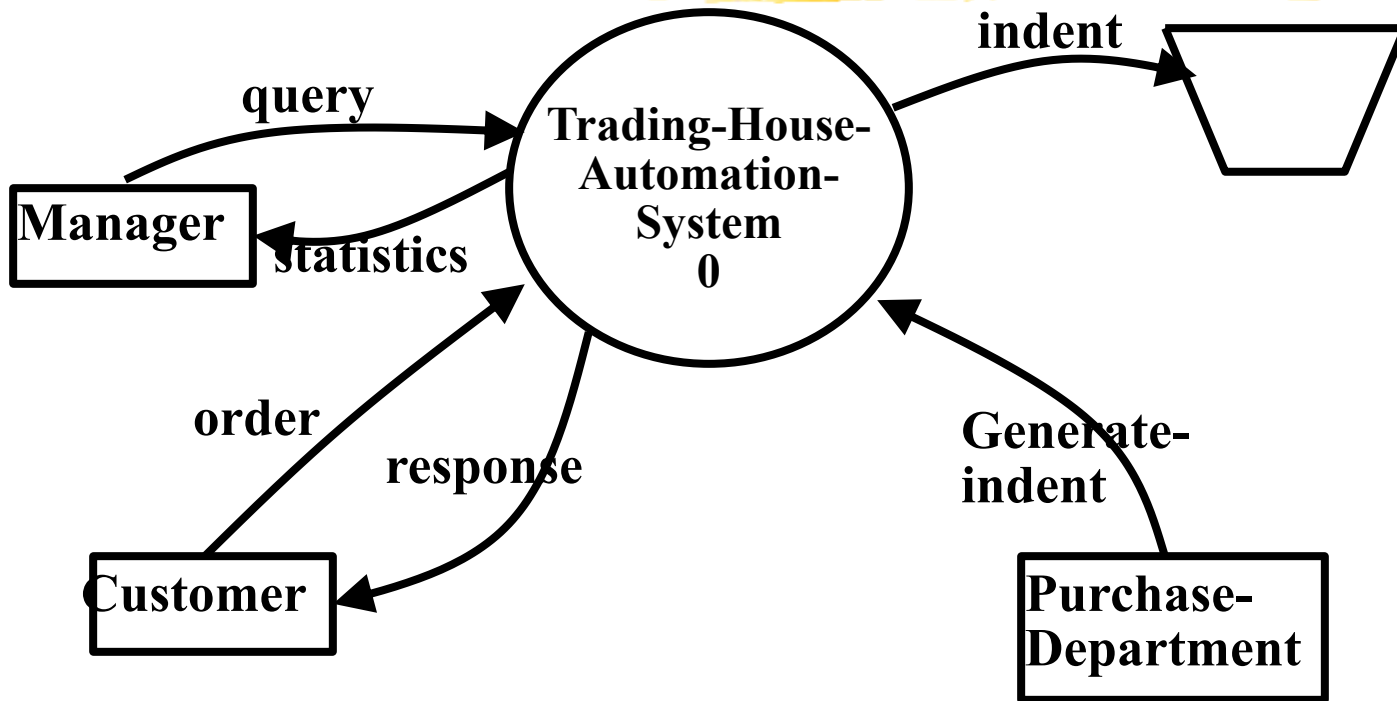 indent
query
Trading-House-
Automation-
System
0
Manager
statistics
order
response
Generate-
indent
Customer
Purchase-
Department